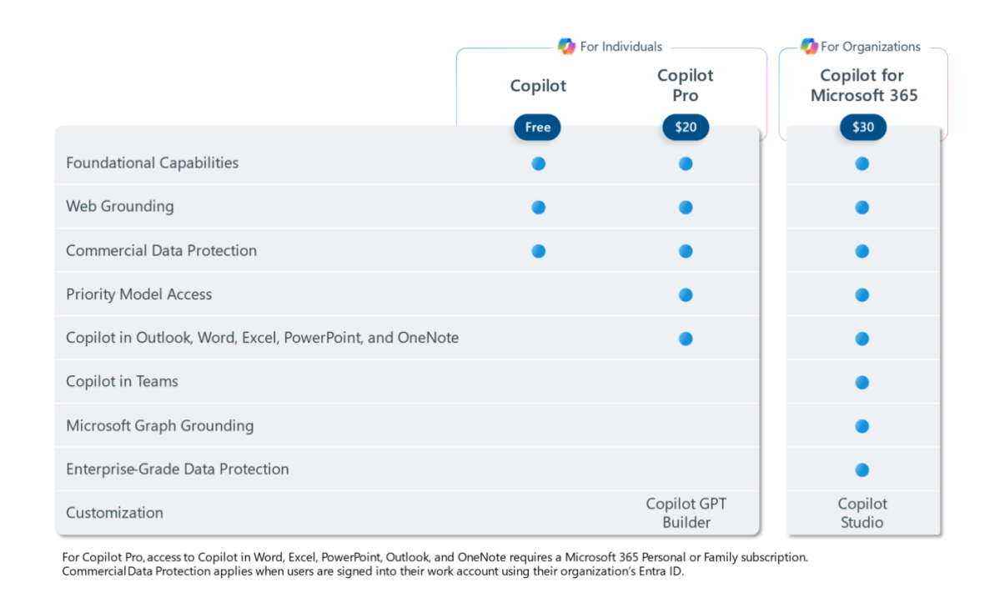 For Individuals
For Organizations
Copilot
Copilot
Pro
Copilot for
Microsoft 365
Free
$20
$30
Foundational Capabilities
Web Grounding
Commercial Data Protection
Priority Model Access
Copilot in Outlook, Word, Excel, PowerPoint, and OneNote
Copilot in Teams
Microsoft Graph Grounding
Enterprise-Grade Data Protection
Customization
Copilot GPT
Builder
Copilot
Studio
For Copilot Pro, access to Copilot in Word, Excel, PowerPoint, Outlook, and OneNote requires a Microsoft 365 Personal or Family subscription.
Commercial Data Protection applies when users are signed into their work account using their organization's Entra ID.